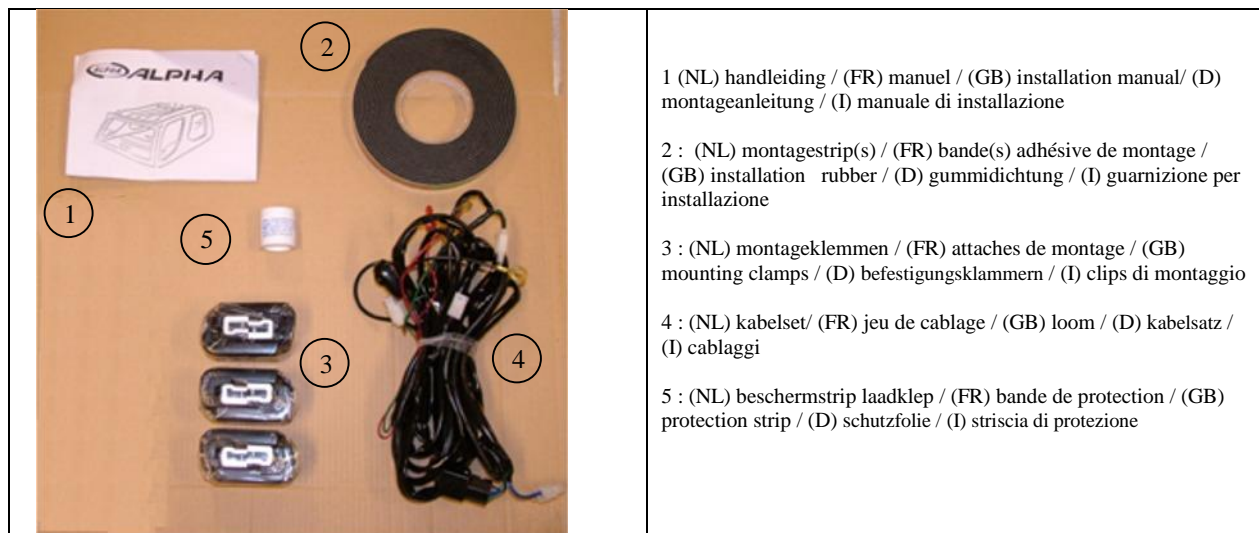 ALPHA
1
2
3
4
5
1 (NL) handleiding / (FR) manuel / (GB) installation manual/ (D)
montageanleitung / (I) manuale di installazione
2 : (NL) montagestrip(s) / (FR) bande(s) adhésive de montage /
(GB) installation rubber / (D) gummidichtung / (I) guarnizione per
installazione
3 : (NL) montageklemmen / (FR) attaches de montage / (GB)
mounting clamps / (D) befestigungsklammern / (I) clips di montaggio
4 : (NL) kabelset/ (FR) jeu de cablage / (GB) loom / (D) kabelsatz /
(I) cablaggi
5 : (NL) beschermstrip laadklep / (FR) bande de protection / (GB)
protection strip / (D) schutzfolie / (I) striscia di protezione